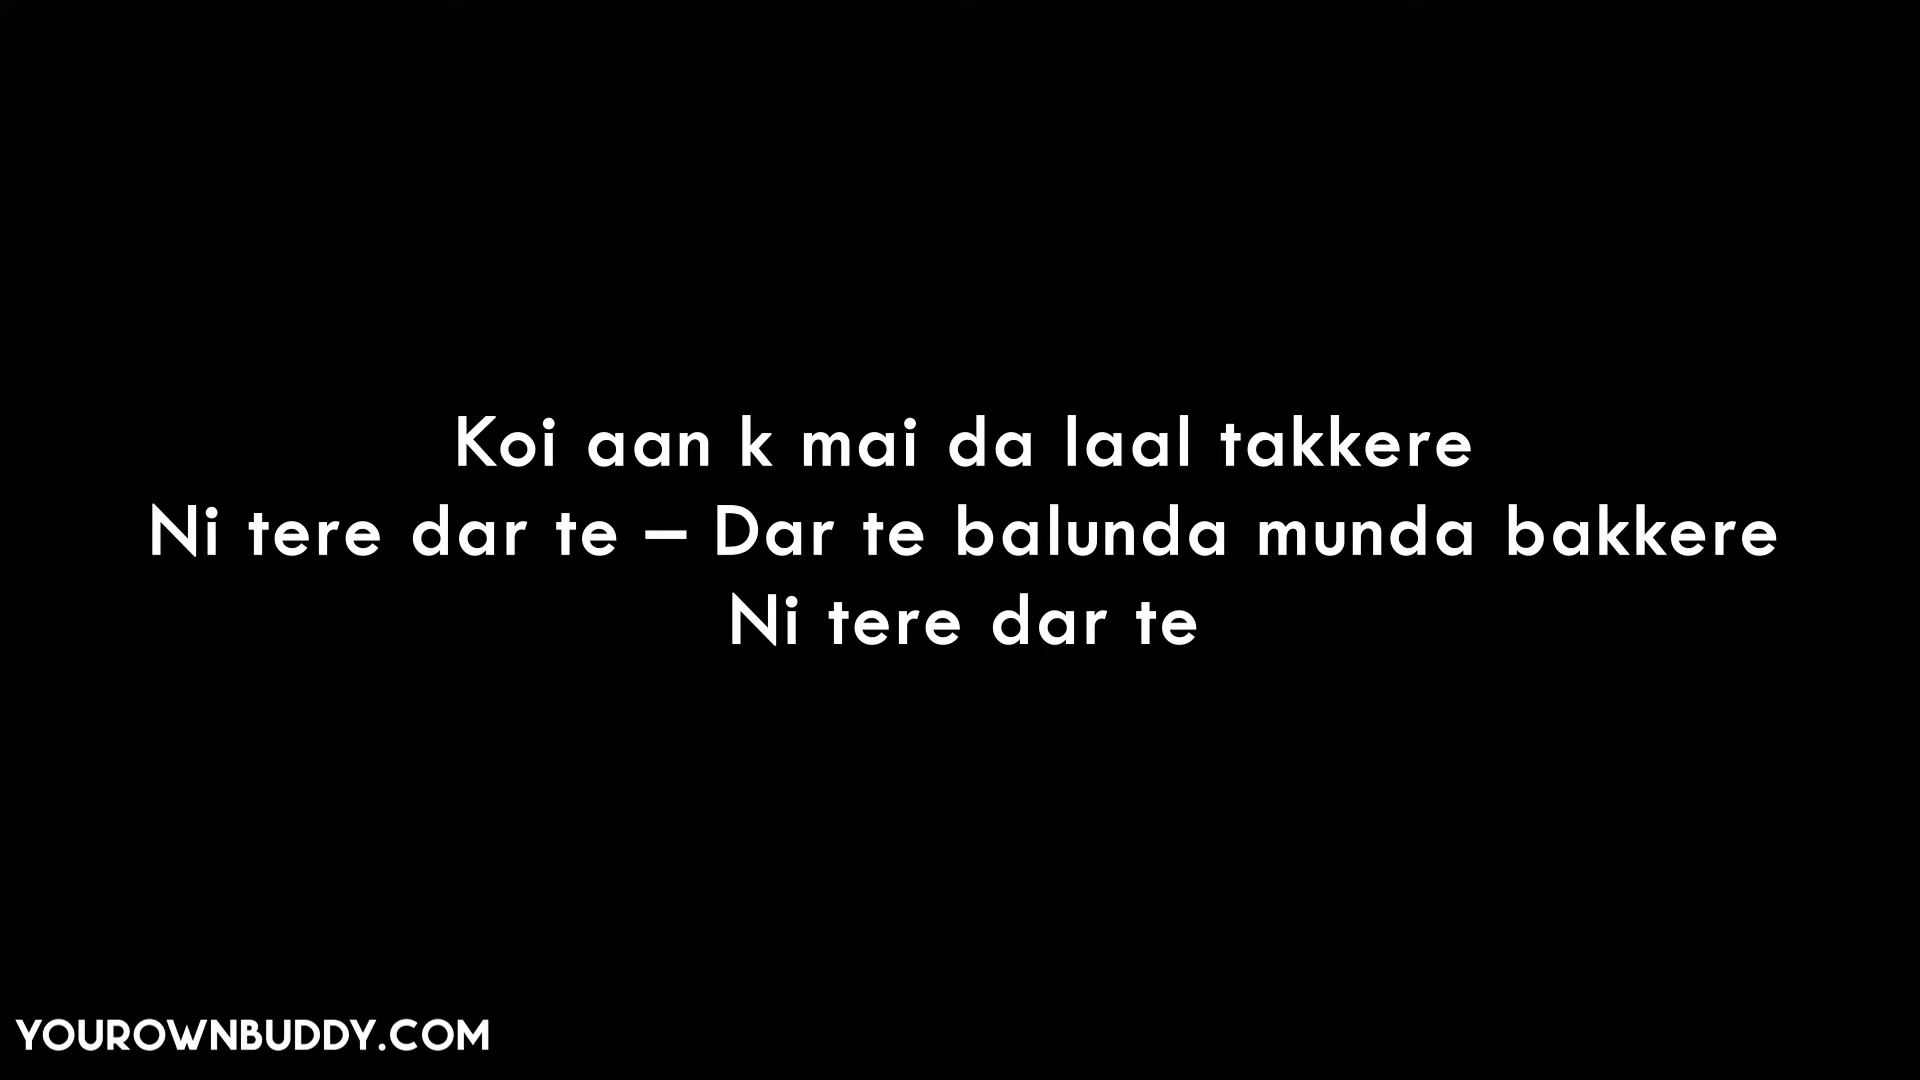 Koi aan k mai da laal takkere
Ni tere dar te – Dar te balunda munda bakkere
Ni tere dar te
YOUROWNBUDDY.COM